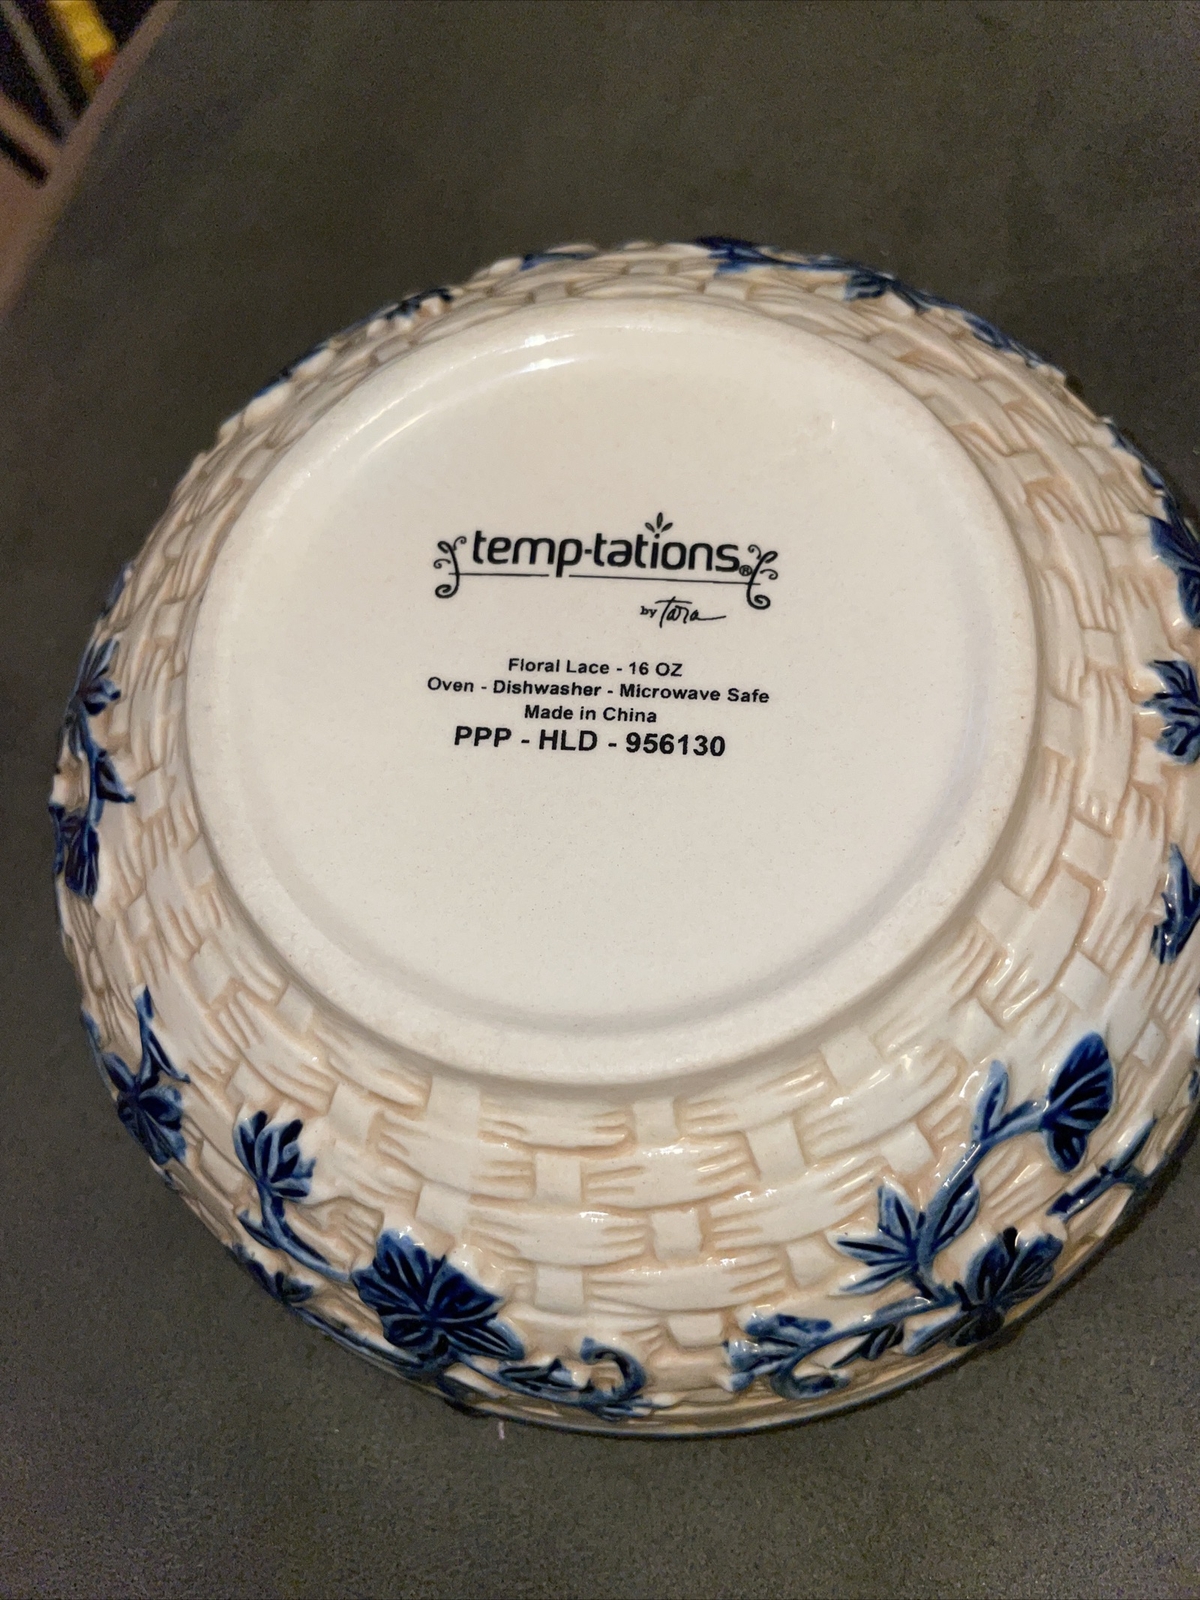 temp-tations®
by Tara
Floral Lace - 16 OZ
Oven - Dishwasher - Microwave Safe
Made in China
PPP - HLD - 956130